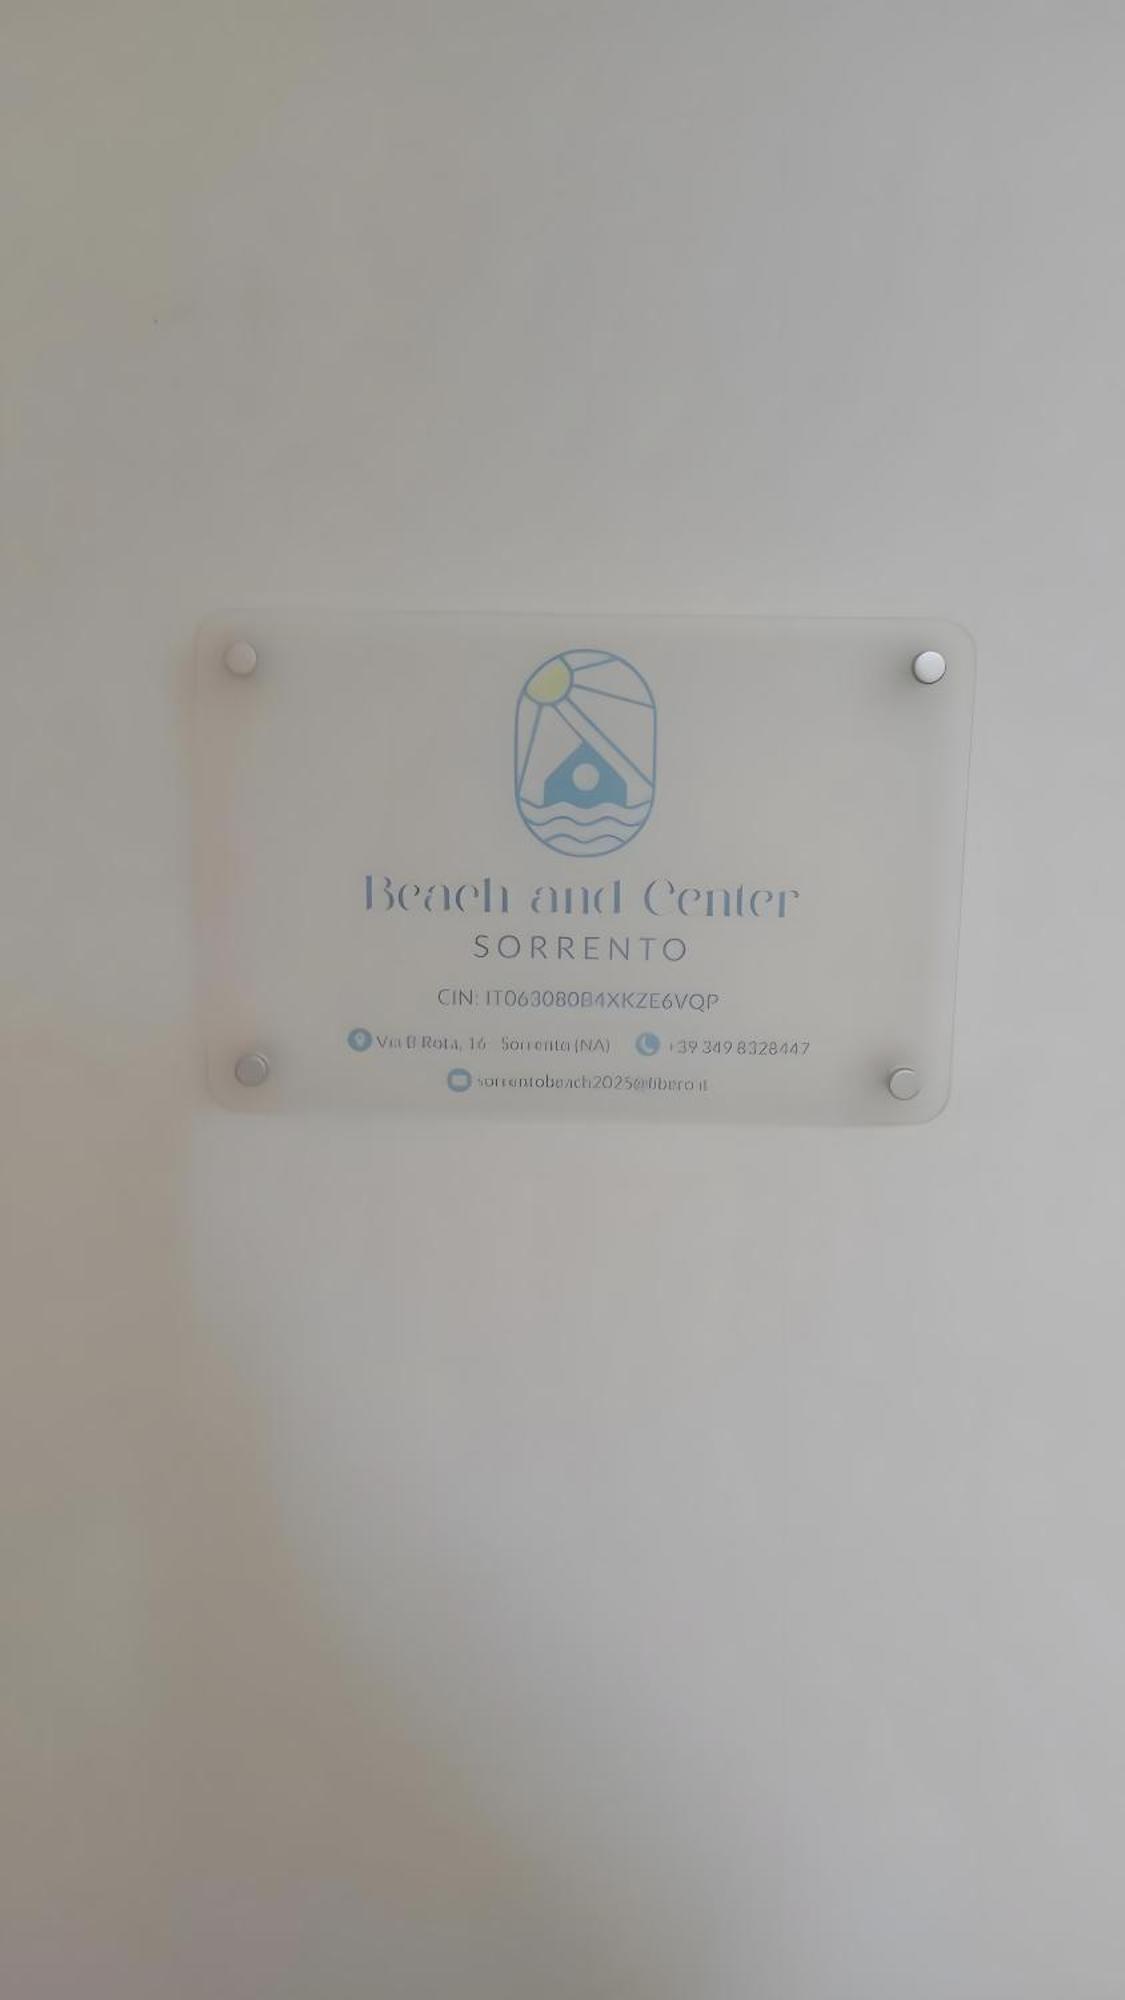 Beach and Center
SORRENTO
CIN: IT063080B4XKZE6VQP
Via B Rota, 16 - Sorrento (NA) +39 349 8328447
sorrentobeach2025@libero.it